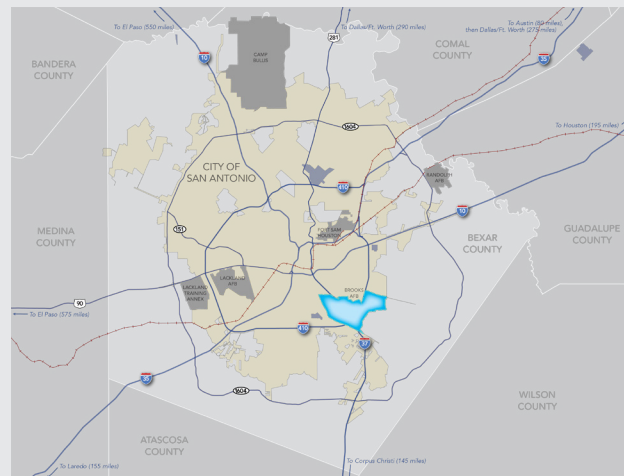 To El Paso (550 miles)
To Dallas/Ft. Worth (290 miles)
To Austin (80 miles),
then Dallas/Ft. Worth (275 miles)
281
COMAL
COUNTY
CAMP
BULLIS
10
35
BANDERA
COUNTY
To Houston (195 miles)
1604
CITY OF
SAN ANTONIO
RANDOLPH
AFB
410
10
MEDINA
COUNTY
151
FORT SAM
HOUSTON
BEXAR
COUNTY
GUADALUPE
COUNTY
LACKLAND
AFB
LACKLAND
TRAINING
ANNEX
BROOKS
AFB
90
To El Paso (575 miles)
410
37
35
1604
WILSON
COUNTY
ATASCOSA
COUNTY
To Laredo (155 miles)
To Corpus Christi (145 miles)